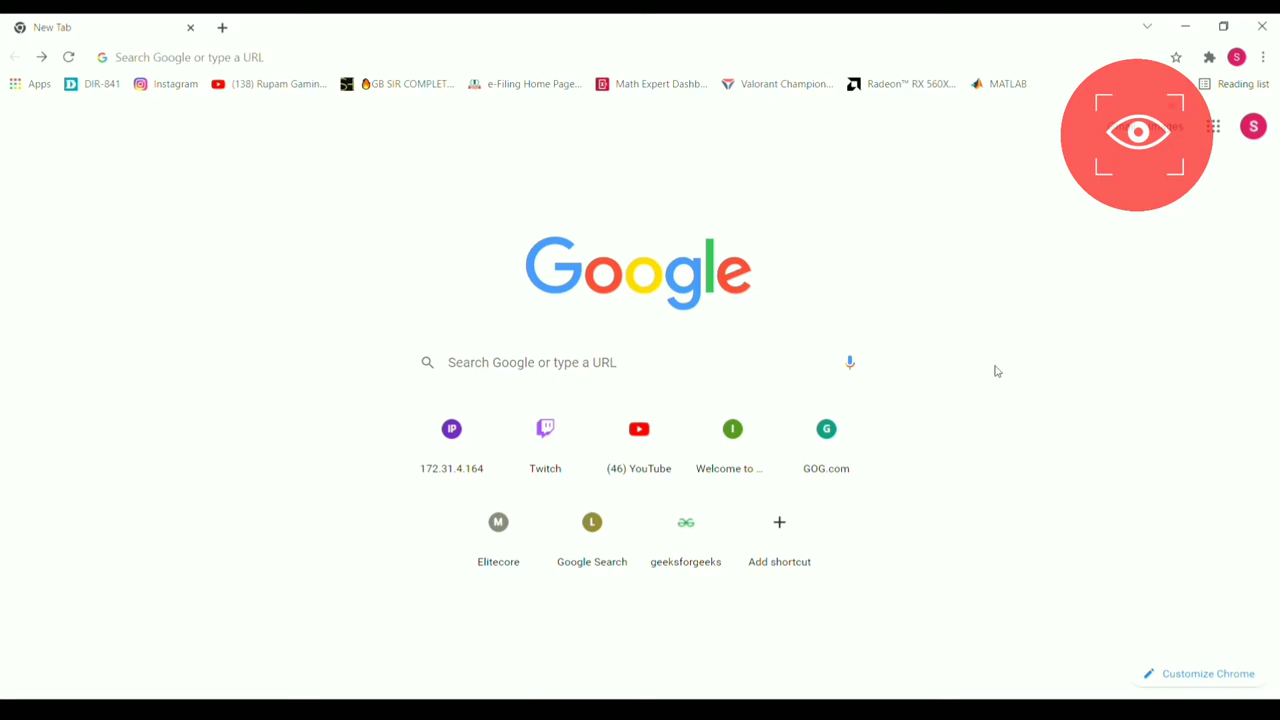 New Tab
Search Google or type a URL
Apps DIR-841 Instagram (138) Rupam Gamin... GB SIR COMPLET... e-Filing Home Page... Math Expert Dashb... Valorant Champion... Radeon™ RX 560X... MATLAB Reading list
S
S
Google
Search Google or type a URL
IP I G
172.31.4.164 Twitch (46) YouTube Welcome to ... GOG.com
M L
Elitecore Google Search geeksforgeeks Add shortcut
Customize Chrome